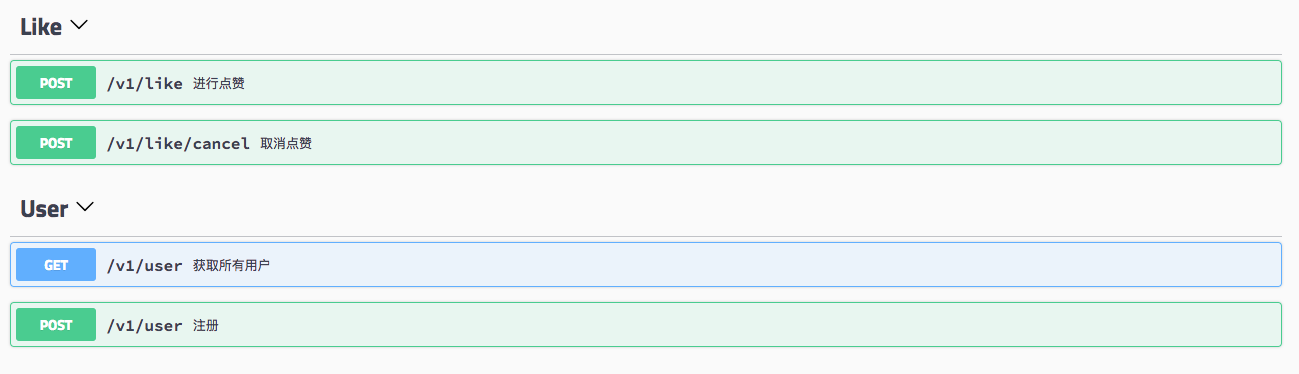 Like
POST /v1/like 进行点赞
POST /v1/like/cancel 取消点赞
User
GET /v1/user 获取所有用户
POST /v1/user 注册